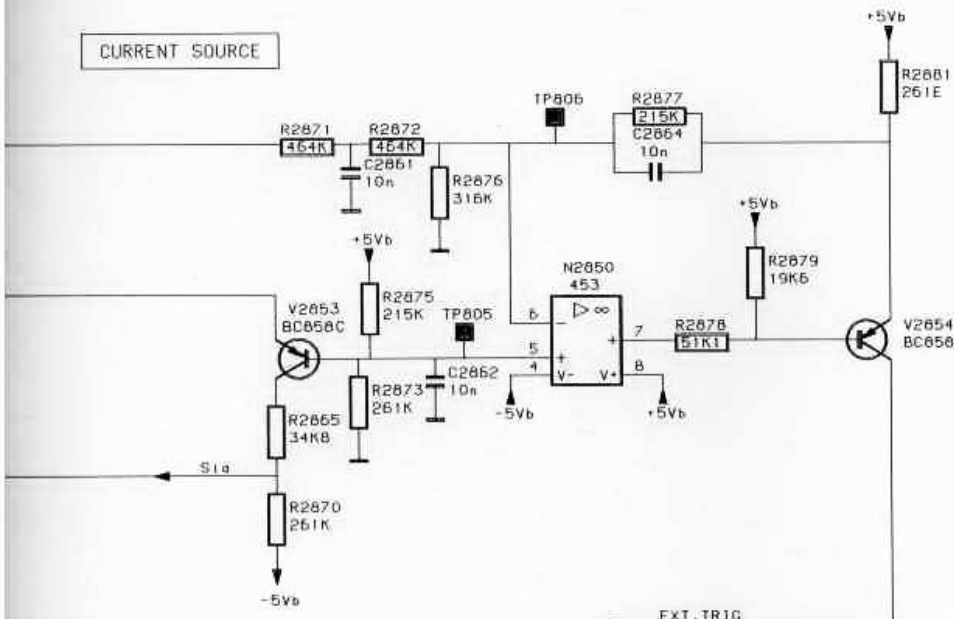 +5Vb
CURRENT SOURCE
R2881
261E
TP806
R2877
215K
C2864
10n
R2871
464K
R2872
464K
C2861
10n
R2876
316K
+5Vb
+5Vb
R2879
19K6
N2850
453
V2853
BC858C
R2875
215K
TP805
6
5
4
7
8
V-
V+
R2878
51K1
V2854
BC858
R2873
261K
C2862
10n
-5Vb
+5Vb
R2865
34K8
Sig
R2870
261K
-5Vb
EXT.TRIG